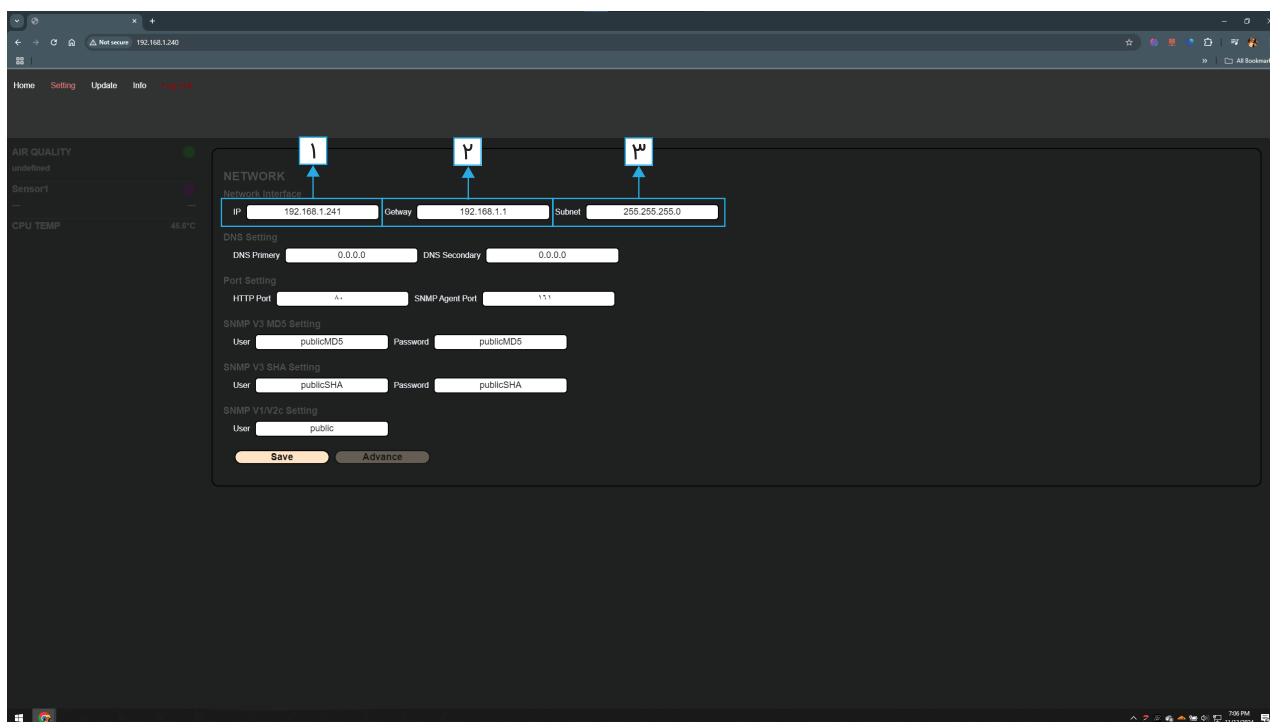 Not secure 192.168.1.240
All Bookmar
Home Setting Update Info
AIR QUALITY
undefined
Sensor1
CPU TEMP 45.6°C
۱ ۲ ۳
NETWORK
Network Interface
IP 192.168.1.241 Getway 192.168.1.1 Subnet 255.255.255.0
DNS Setting
DNS Primery 0.0.0.0 DNS Secondary 0.0.0.0
Port Setting
HTTP Port ۸۰ SNMP Agent Port ۱۶۱
SNMP V3 MD5 Setting
User publicMD5 Password publicMD5
SNMP V3 SHA Setting
User publicSHA Password publicSHA
SNMP V1/V2c Setting
User public
Save Advance
7:06 PM